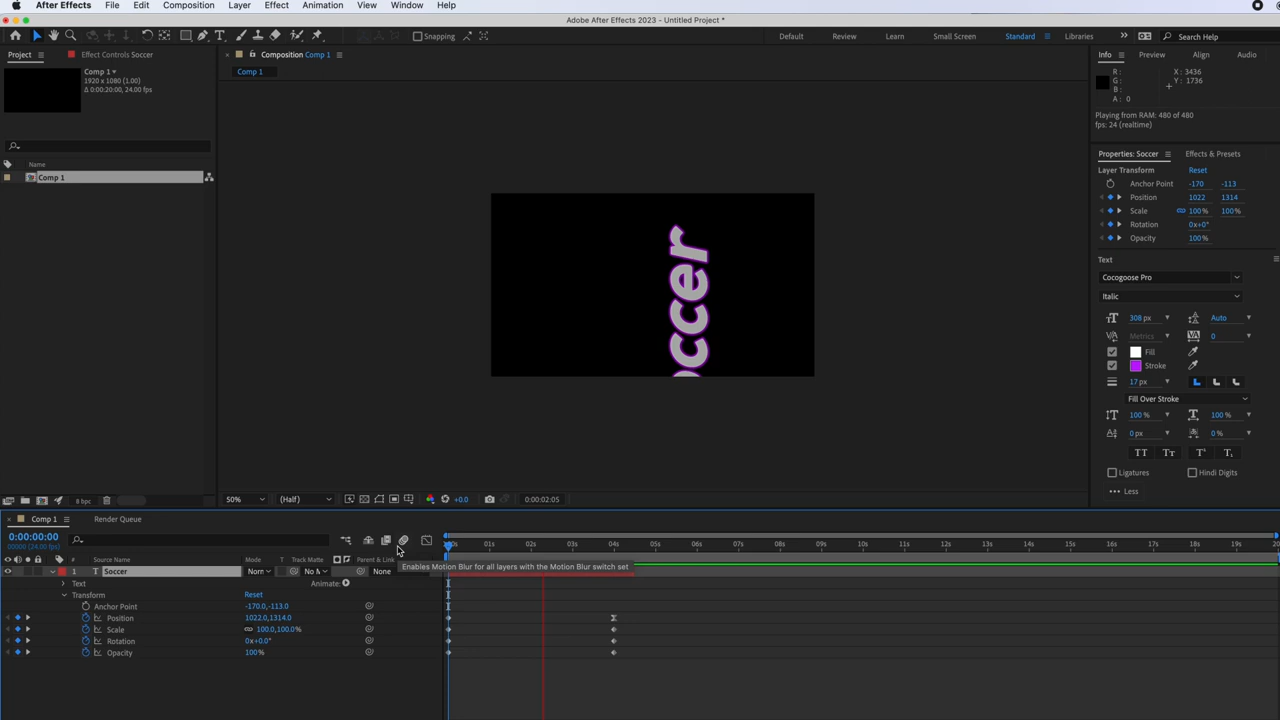 After Effects File Edit Composition Layer Effect Animation View Window Help
Adobe After Effects 2023 - Untitled Project *
Snapping Default Review Learn Small Screen Standard Libraries Search Help
Project Effect Controls Soccer Composition Comp 1 Info Preview Align Audio
Comp 1
1920 x 1080 (1.00)
Δ 0:00:20:00, 24.00 fps
Comp 1
R :
G :
B :
A : 0
X : 3436
Y : 1736
Playing from RAM: 480 of 480
fps: 24 (realtime)
Name
Comp 1
occer
Properties: Soccer Effects & Presets
Layer Transform Reset
Anchor Point -170 -113
Position 1022 1314
Scale 100% 100%
Rotation 0x+0°
Opacity 100%
Text
Cocogoose Pro
Italic
308 px Auto
Metrics 0
Fill
Stroke
17 px
Fill Over Stroke
100 % 100 %
0 px 0 %
TT Tт T¹ T₁
Ligatures Hindi Digits
Less
8 bpc 50% (Half) +0.0 0:00:02:05
Comp 1 Render Queue
0:00:00:00
00000 (24.00 fps)
01s 02s 03s 04s 05s 06s 07s 08s 09s 10s 11s 12s 13s 14s 15s 16s 17s 18s 19s
# Source Name Mode T Track Matte Parent & Link
Enables Motion Blur for all layers with the Motion Blur switch set
1 T Soccer None
Text Animate:
Transform Reset
Anchor Point -170.0,-113.0
Position 1022.0,1314.0
Scale 100.0,100.0%
Rotation 0x+0.0°
Opacity 100%